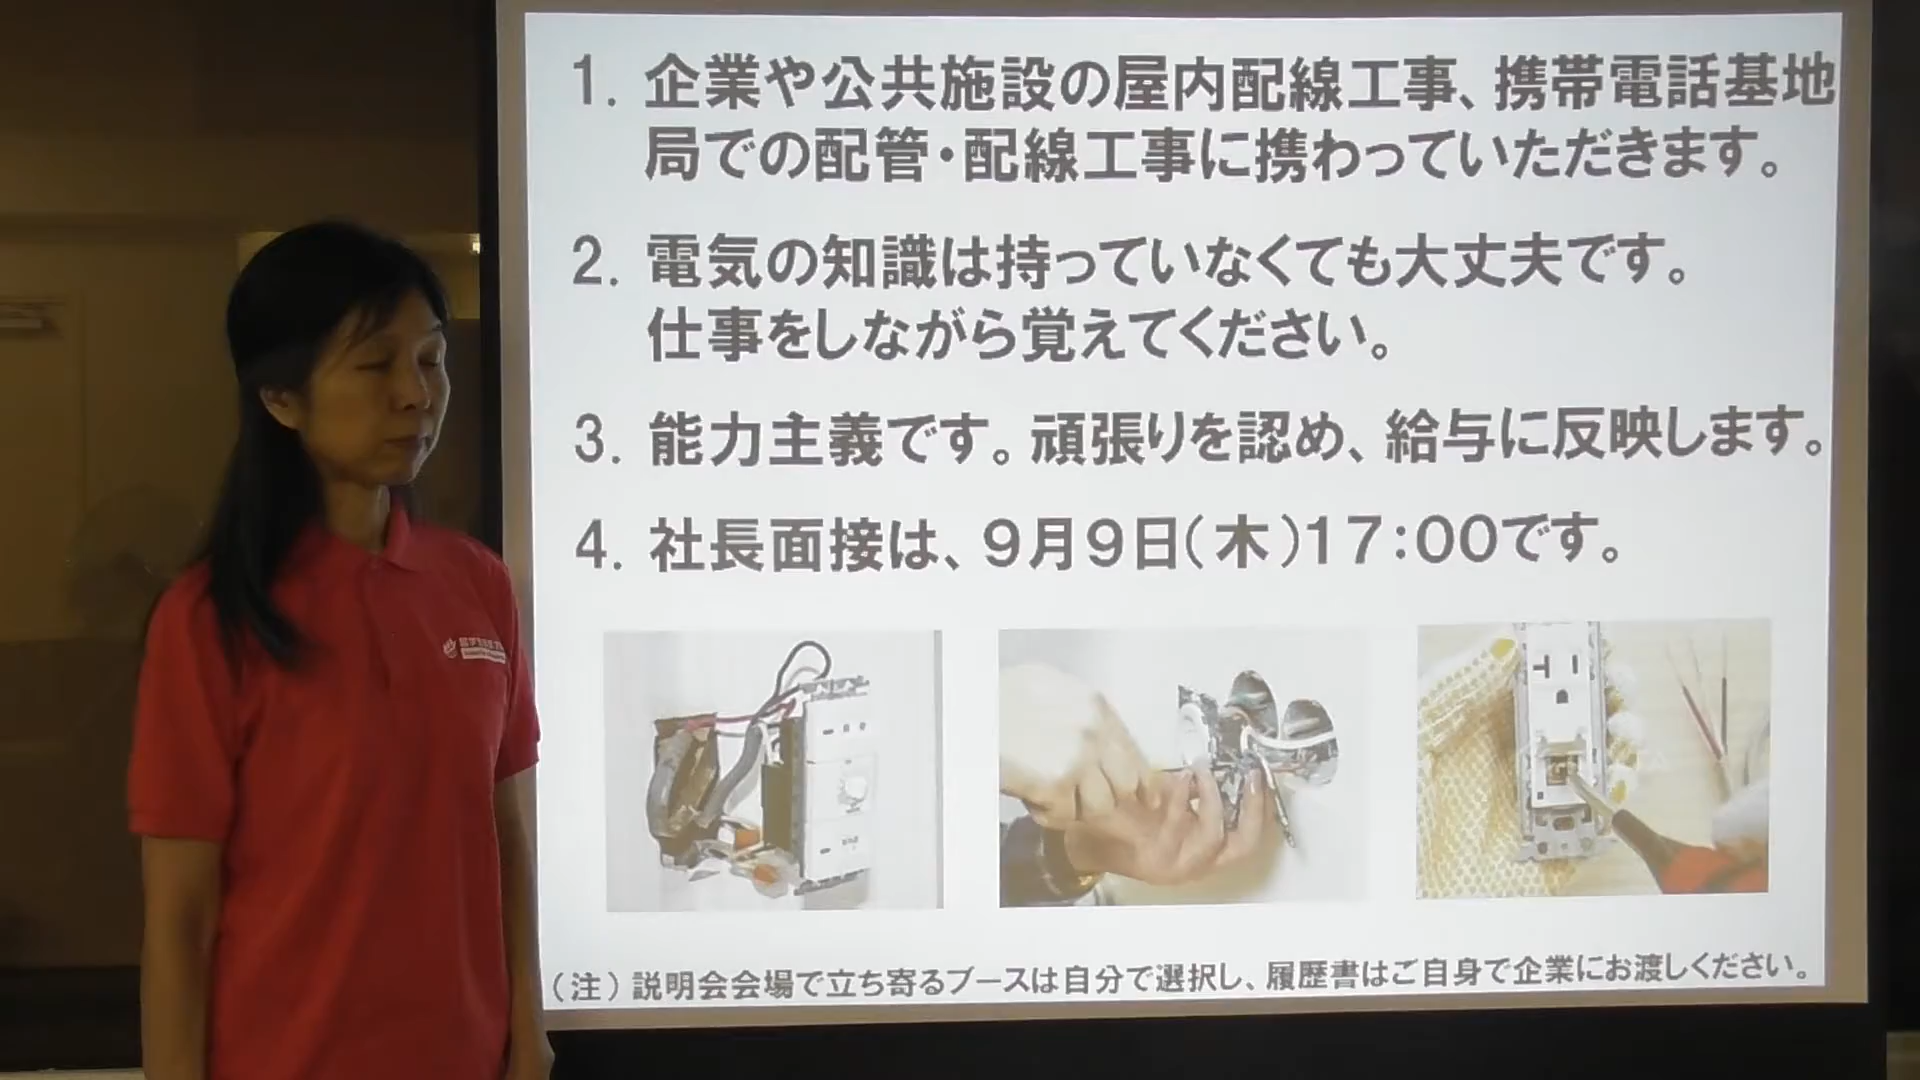 1. 企業や公共施設の屋内配線工事、携帯電話基地
局での配管・配線工事に携わっていただきます。
2. 電気の知識は持っていなくても大丈夫です。
仕事をしながら覚えてください。
3. 能力主義です。頑張りを認め、給与に反映します。
4. 社長面接は、9月9日(木)17:00です。
(注)説明会会場で立ち寄るブースは自分で選択し、履歴書はご自身で企業にお渡しください。